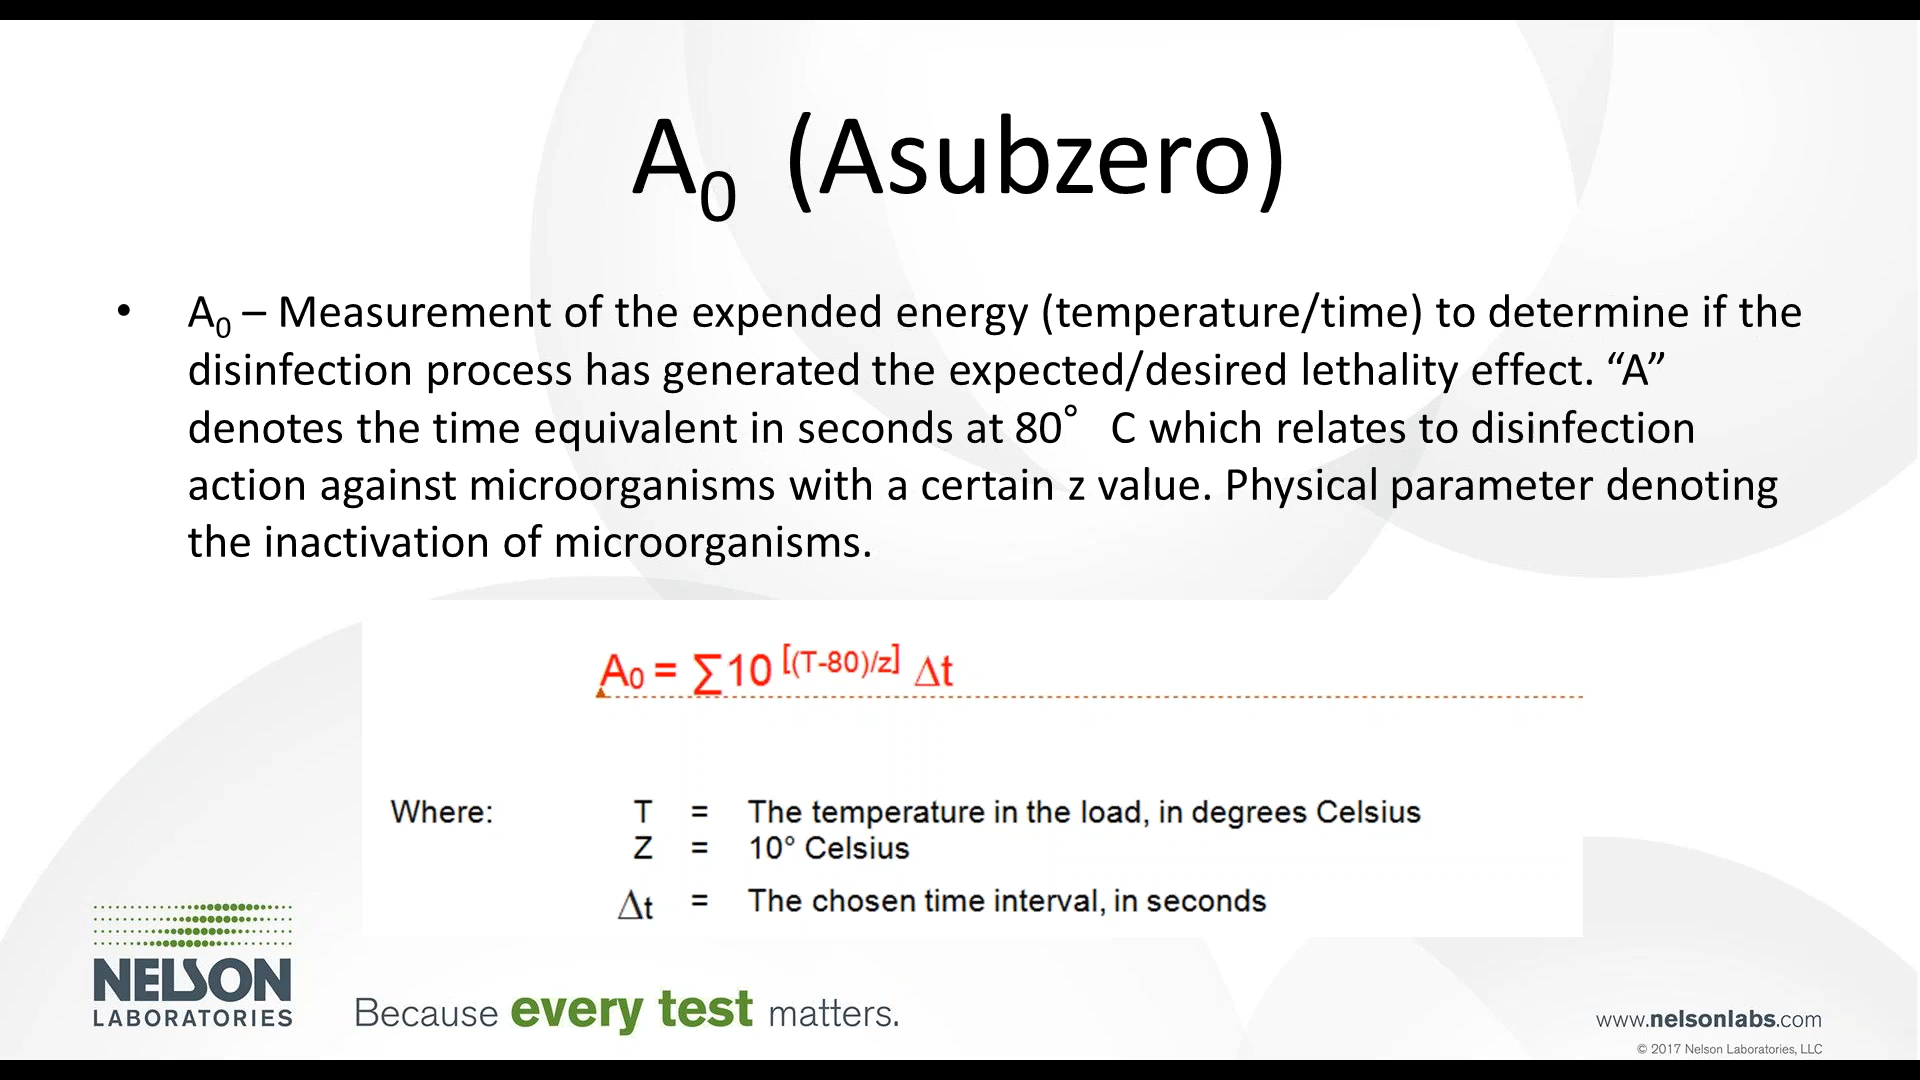 A₀ (Asubzero)
• A₀ – Measurement of the expended energy (temperature/time) to determine if the
disinfection process has generated the expected/desired lethality effect. “A”
denotes the time equivalent in seconds at 80° C which relates to disinfection
action against microorganisms with a certain z value. Physical parameter denoting
the inactivation of microorganisms.
A₀ = ∑10 [(T-80)/z] Δt
Where: T = The temperature in the load, in degrees Celsius
Z = 10° Celsius
Δt = The chosen time interval, in seconds
NELSON
LABORATORIES
Because every test matters.
www.nelsonlabs.com
© 2017 Nelson Laboratories, LLC